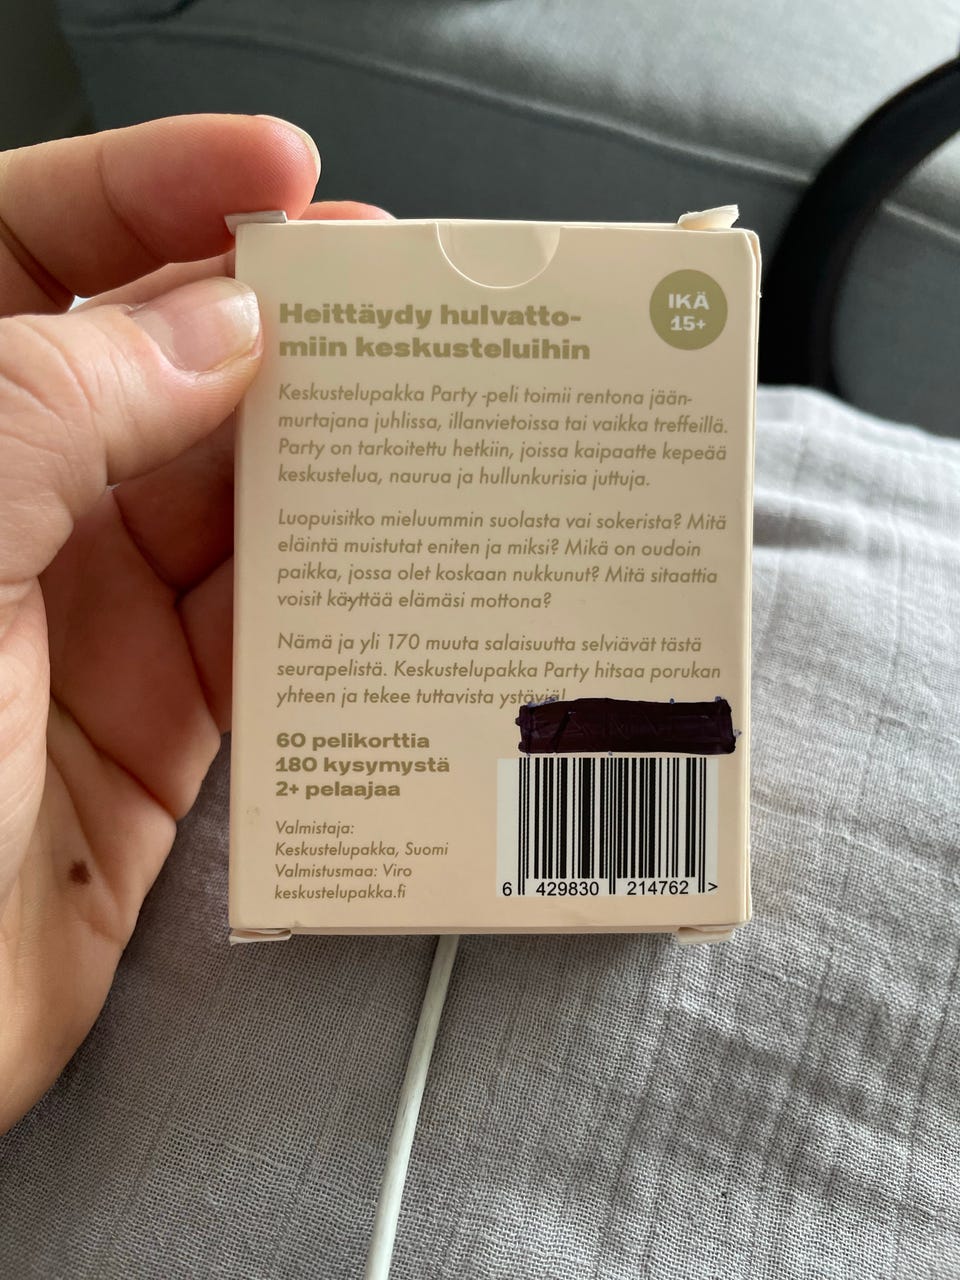 Heittäydy hulvatto-
miin keskusteluihin
IKÄ
15+
Keskustelupakka Party -peli toimii rentona jään-
murtajana juhlissa, illanvietoissa tai vaikka treffeillä.
Party on tarkoitettu hetkiin, joissa kaipaatte kepeää
keskustelua, naurua ja hullunkurisia juttuja.
Luopuisitko mieluummin suolasta vai sokerista? Mitä
eläintä muistutat eniten ja miksi? Mikä on oudoin
paikka, jossa olet koskaan nukkunut? Mitä sitaattia
voisit käyttää elämäsi mottona?
Nämä ja yli 170 muuta salaisuutta selviävät tästä
seurapelistä. Keskustelupakka Party hitsaa porukan
yhteen ja tekee tuttavista ystäviä!
60 pelikorttia
180 kysymystä
2+ pelaajaa
Valmistaja:
Keskustelupakka, Suomi
Valmistusmaa: Viro
keskustelupakka.fi
6 429830 214762 >